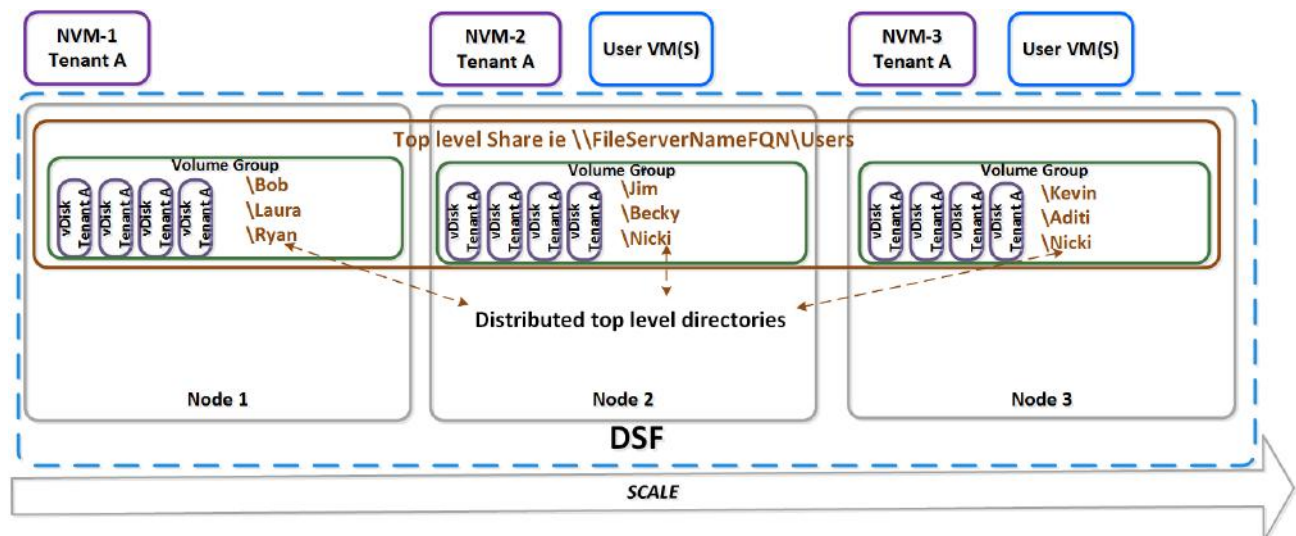 NVM-1
Tenant A
NVM-2
Tenant A
User VM(S)
NVM-3
Tenant A
User VM(S)
Top level Share ie \\FileServerNameFQN\Users
Volume Group
vDisk
Tenant A
vDisk
Tenant A
vDisk
Tenant A
vDisk
Tenant A
\Bob
\Laura
\Ryan
Volume Group
vDisk
Tenant A
vDisk
Tenant A
vDisk
Tenant A
vDisk
Tenant A
\Jim
\Becky
\Nicki
Volume Group
vDisk
Tenant A
vDisk
Tenant A
vDisk
Tenant A
vDisk
Tenant A
\Kevin
\Aditi
\Nicki
Distributed top level directories
Node 1
Node 2
Node 3
DSF
SCALE